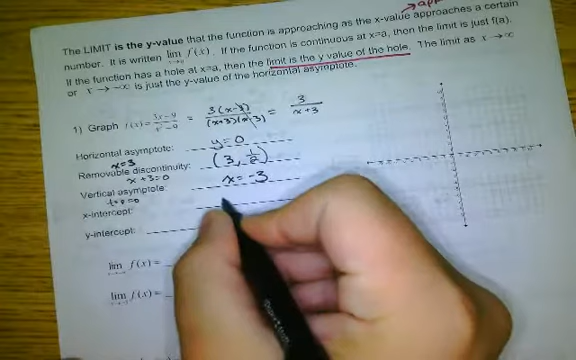 app
The LIMIT is the y-value that the function is approaching as the x-value approaches a certain
number. It is written lim f(x). If the function is continuous at x=a, then the limit is just f(a).
If the function has a hole at x=a, then the limit is the y value of the hole. The limit as x→∞
or x→-∞ is just the y-value of the horizontal asymptote.
1) Graph f(x) = 3x-9 / x²-9 = 3(x-3) / (x+3)(x-3) = 3 / x+3
Horizontal asymptote: y=0
x=3
Removable discontinuity: (3, 1/2)
x+3=0
Vertical asymptote: x=-3
x-intercept:
y-intercept:
lim f(x) =
lim f(x) =